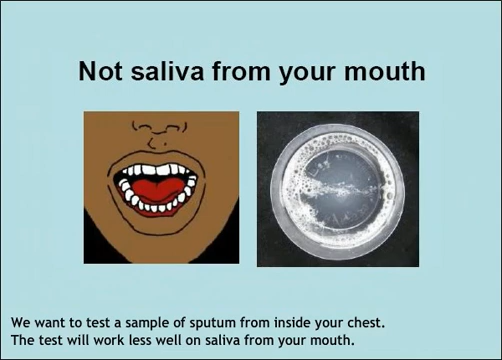 Not saliva from your mouth
We want to test a sample of sputum from inside your chest.
The test will work less well on saliva from your mouth.